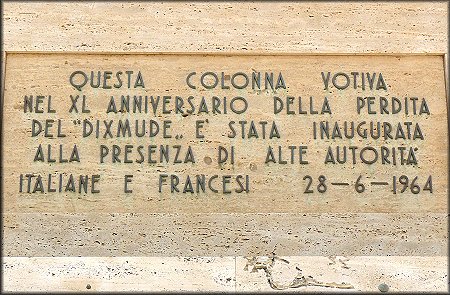 QUESTA COLONNA VOTIVA
NEL XL ANNIVERSARIO DELLA PERDITA
DEL "DIXMUDE„ E' STATA INAUGURATA
ALLA PRESENZA DI ALTE AUTORITA'
ITALIANE E FRANCESI 28-6-1964